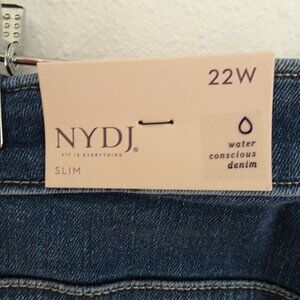 22W
NYDJ®
FIT IS EVERYTHING
SLIM
water
conscious
denim